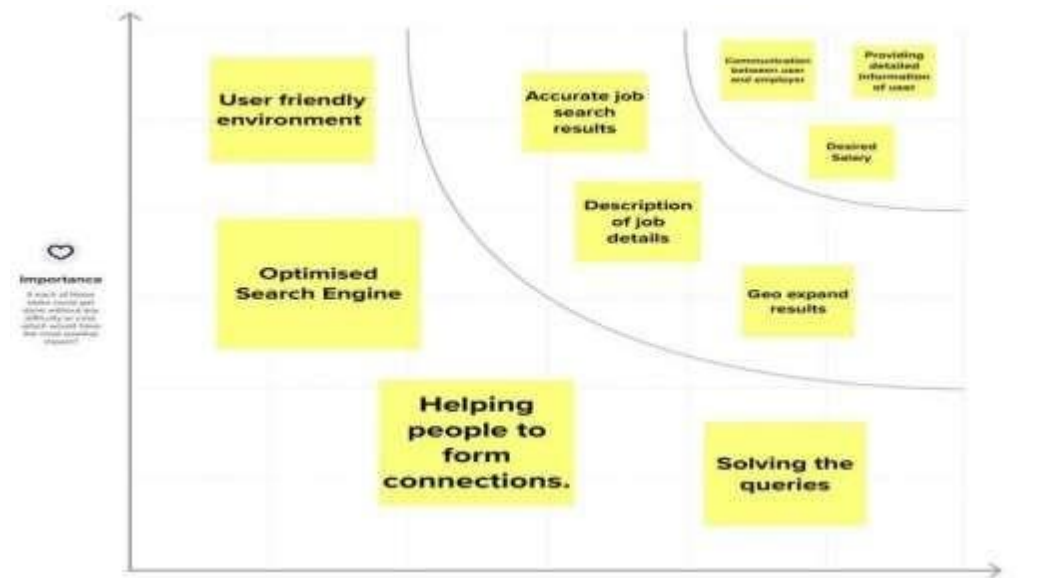 User friendly
environment
Accurate job
search
results
Communication
between user
and employer
Providing
detailed
information
of user
Desired
Salary
Description
of job
details
Optimised
Search Engine
Geo expand
results
Importance
Helping
people to
form
connections.
Solving the
queries